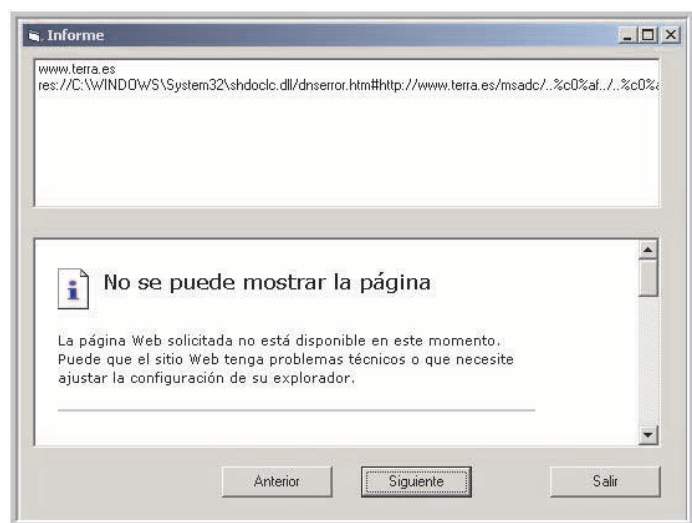 Informe
www.terra.es
res://C:\WINDOWS\System32\shdoclc.dll/dnserror.htm#http://www.terra.es/msadc/..%c0%af../..%c0%a
No se puede mostrar la página
La página Web solicitada no está disponible en este momento.
Puede que el sitio Web tenga problemas técnicos o que necesite
ajustar la configuración de su explorador.
Anterior Siguiente Salir